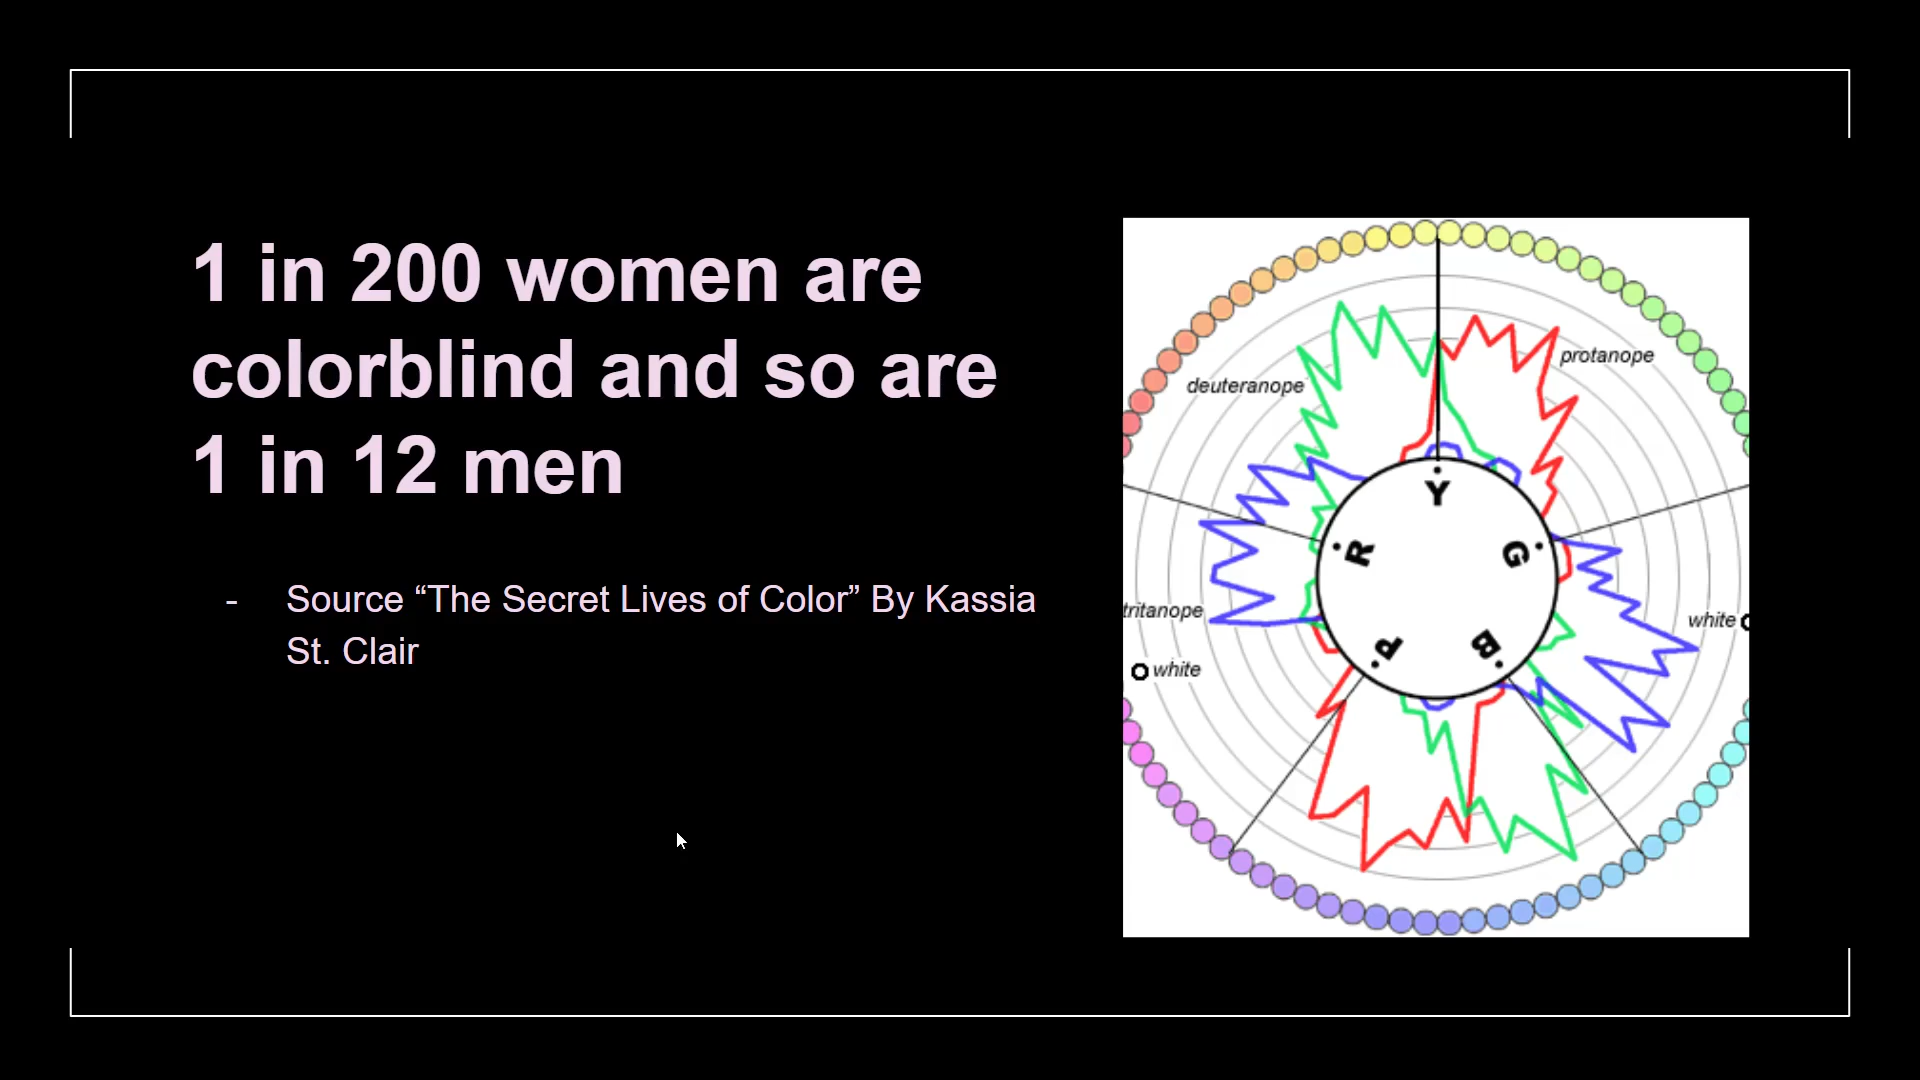 1 in 200 women are
colorblind and so are
1 in 12 men
- Source “The Secret Lives of Color” By Kassia
St. Clair
protanope
deuteranope
Y
R
G
tritanope
white
P
B
white